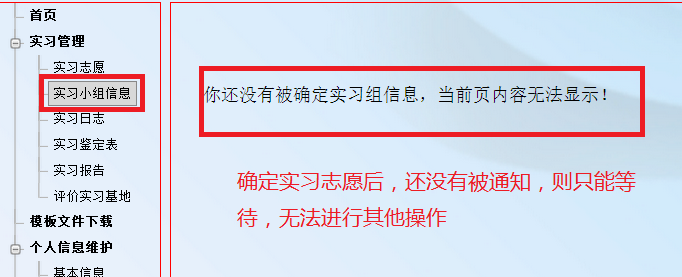 首页
实习管理
实习志愿
实习小组信息
实习日志
实习鉴定表
实习报告
评价实习基地
模板文件下载
个人信息维护
基本信息
你还没有被确定实习组信息，当前页内容无法显示！
确定实习志愿后，还没有被通知，则只能等
待，无法进行其他操作